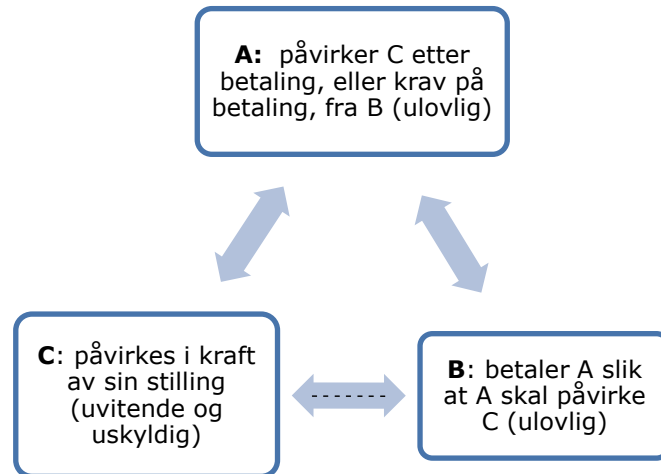 A: påvirker C etter
betaling, eller krav på
betaling, fra B (ulovlig)
C: påvirkes i kraft
av sin stilling
(uvitende og
uskyldig)
B: betaler A slik
at A skal påvirke
C (ulovlig)